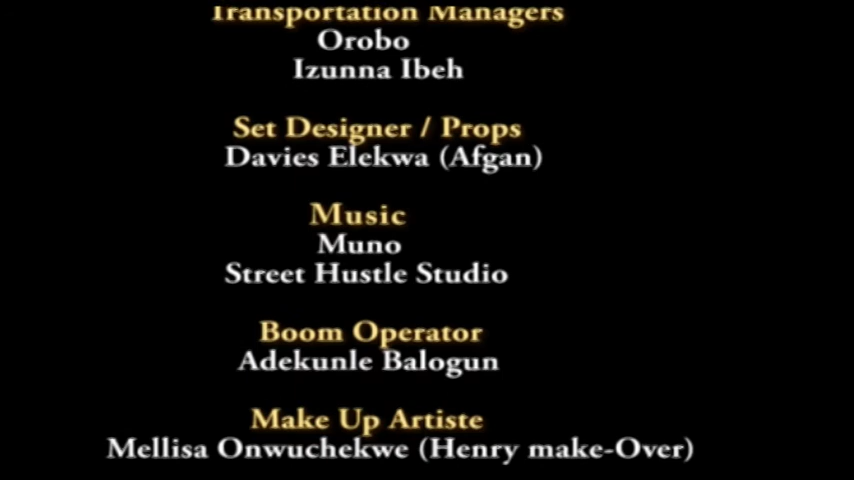 Transportation Managers
Orobo
Izunna Ibeh
Set Designer / Props
Davies Elekwa (Afgan)
Music
Muno
Street Hustle Studio
Boom Operator
Adekunle Balogun
Make Up Artiste
Mellisa Onwuchekwe (Henry make-Over)